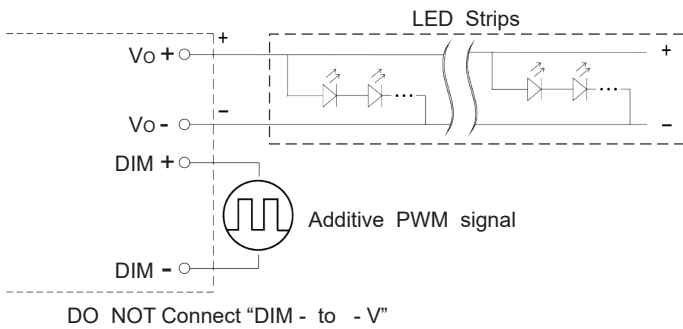 LED Strips
Vo + + +
Vo - - -
DIM +
Additive PWM signal
DIM -
DO NOT Connect “DIM - to - V”